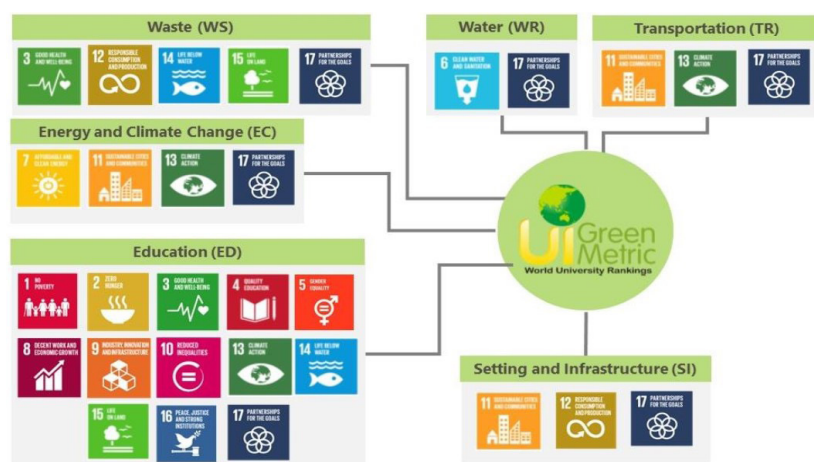 Waste (WS)
3 GOOD HEALTH
AND WELL-BEING
12 RESPONSIBLE
CONSUMPTION
AND PRODUCTION
14 LIFE BELOW
WATER
15 LIFE
ON LAND
17 PARTNERSHIPS
FOR THE GOALS
Water (WR)
6 CLEAN WATER
AND SANITATION
17 PARTNERSHIPS
FOR THE GOALS
Transportation (TR)
11 SUSTAINABLE CITIES
AND COMMUNITIES
13 CLIMATE
ACTION
17 PARTNERSHIPS
FOR THE GOALS
Energy and Climate Change (EC)
7 AFFORDABLE AND
CLEAN ENERGY
11 SUSTAINABLE CITIES
AND COMMUNITIES
13 CLIMATE
ACTION
17 PARTNERSHIPS
FOR THE GOALS
UI Green
Metric
World University Rankings
Education (ED)
1 NO
POVERTY
2 ZERO
HUNGER
3 GOOD HEALTH
AND WELL-BEING
4 QUALITY
EDUCATION
5 GENDER
EQUALITY
8 DECENT WORK AND
ECONOMIC GROWTH
9 INDUSTRY, INNOVATION
AND INFRASTRUCTURE
10 REDUCED
INEQUALITIES
13 CLIMATE
ACTION
14 LIFE BELOW
WATER
15 LIFE
ON LAND
16 PEACE, JUSTICE
AND STRONG
INSTITUTIONS
17 PARTNERSHIPS
FOR THE GOALS
Setting and Infrastructure (SI)
11 SUSTAINABLE CITIES
AND COMMUNITIES
12 RESPONSIBLE
CONSUMPTION
AND PRODUCTION
17 PARTNERSHIPS
FOR THE GOALS